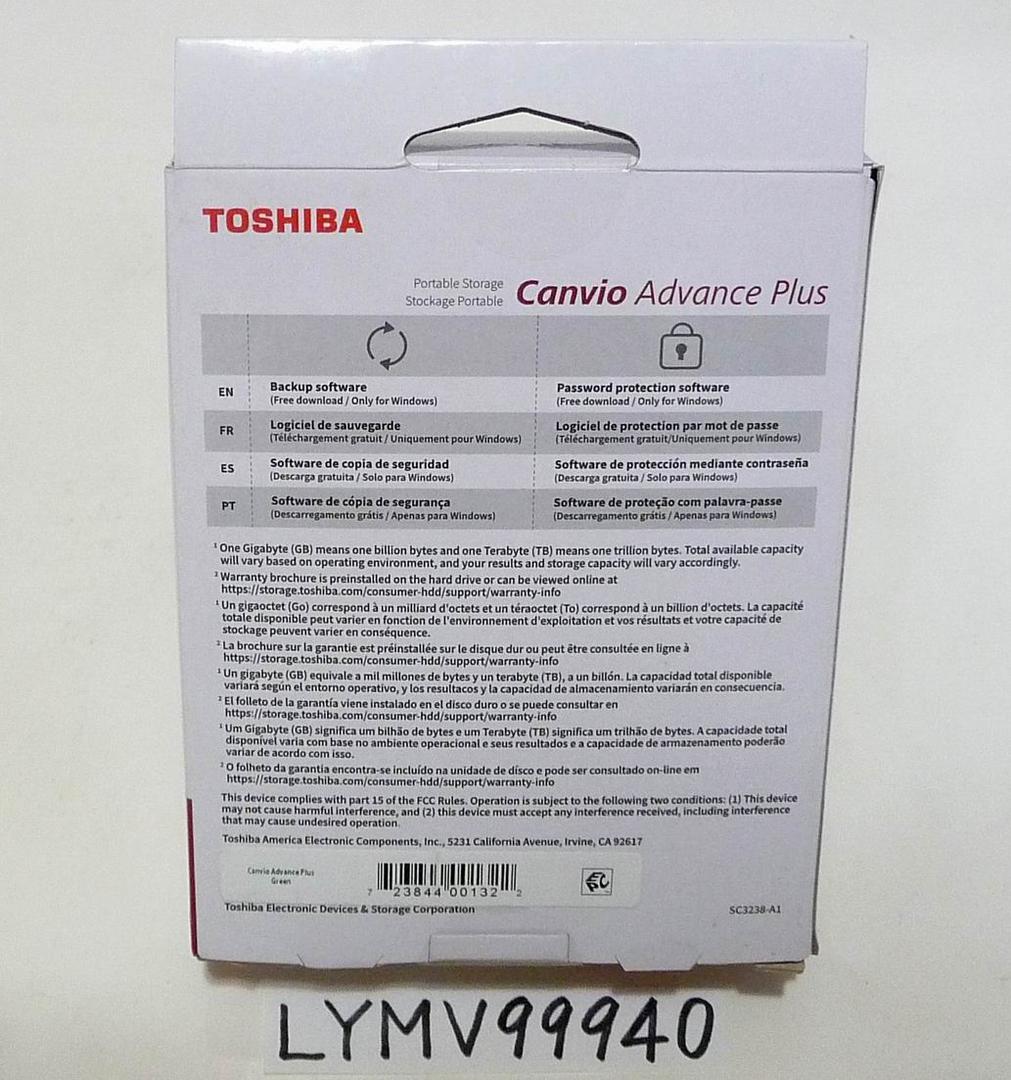 TOSHIBA
Portable Storage
Stockage Portable
Canvio Advance Plus
EN
Backup software
(Free download / Only for Windows)
Password protection software
(Free download / Only for Windows)
FR
Logiciel de sauvegarde
(Téléchargement gratuit / Uniquement pour Windows)
Logiciel de protection par mot de passe
(Téléchargement gratuit/Uniquement pour Windows)
ES
Software de copia de seguridad
(Descarga gratuita / Solo para Windows)
Software de protección mediante contraseña
(Descarga gratuita / Solo para Windows)
PT
Software de cópia de segurança
(Descarregamento grátis / Apenas para Windows)
Software de proteção com palavra-passe
(Descarregamento grátis / Apenas para Windows)
¹ One Gigabyte (GB) means one billion bytes and one Terabyte (TB) means one trillion bytes. Total available capacity
will vary based on operating environment, and your results and storage capacity will vary accordingly.
² Warranty brochure is preinstalled on the hard drive or can be viewed online at
https://storage.toshiba.com/consumer-hdd/support/warranty-info
¹ Un gigaoctet (Go) correspond à un milliard d'octets et un téraoctet (To) correspond à un billion d'octets. La capacité
totale disponible peut varier en fonction de l'environnement d'exploitation et vos résultats et votre capacité de
stockage peuvent varier en conséquence.
² La brochure sur la garantie est préinstallée sur le disque dur ou peut être consultée en ligne à
https://storage.toshiba.com/consumer-hdd/support/warranty-info
¹ Un gigabyte (GB) equivale a mil millones de bytes y un terabyte (TB), a un billón. La capacidad total disponible
variará según el entorno operativo, y los resultacos y la capacidad de almacenamiento variarán en consecuencia.
² El folleto de la garantía viene instalado en el disco duro o se puede consultar en
https://storage.toshiba.com/consumer-hdd/support/warranty-info
¹ Um Gigabyte (GB) significa um bilhão de bytes e um Terabyte (TB) significa um trilhão de bytes. A capacidade total
disponível varia com base no ambiente operacional e seus resultados e a capacidade de armazenamento poderão
variar de acordo com isso.
² O folheto da garantia encontra-se incluído na unidade de disco e pode ser consultado on-line em
https://storage.toshiba.com/consumer-hdd/support/warranty-info
This device complies with part 15 of the FCC Rules. Operation is subject to the following two conditions: (1) This device
may not cause harmful interference, and (2) this device must accept any interference received, including interference
that may cause undesired operation.
Toshiba America Electronic Components, Inc., 5231 California Avenue, Irvine, CA 92617
Canvio Advance Plus
Green
7 23844 00132 2
Toshiba Electronic Devices & Storage Corporation
SC3238-A1
LYMV99940